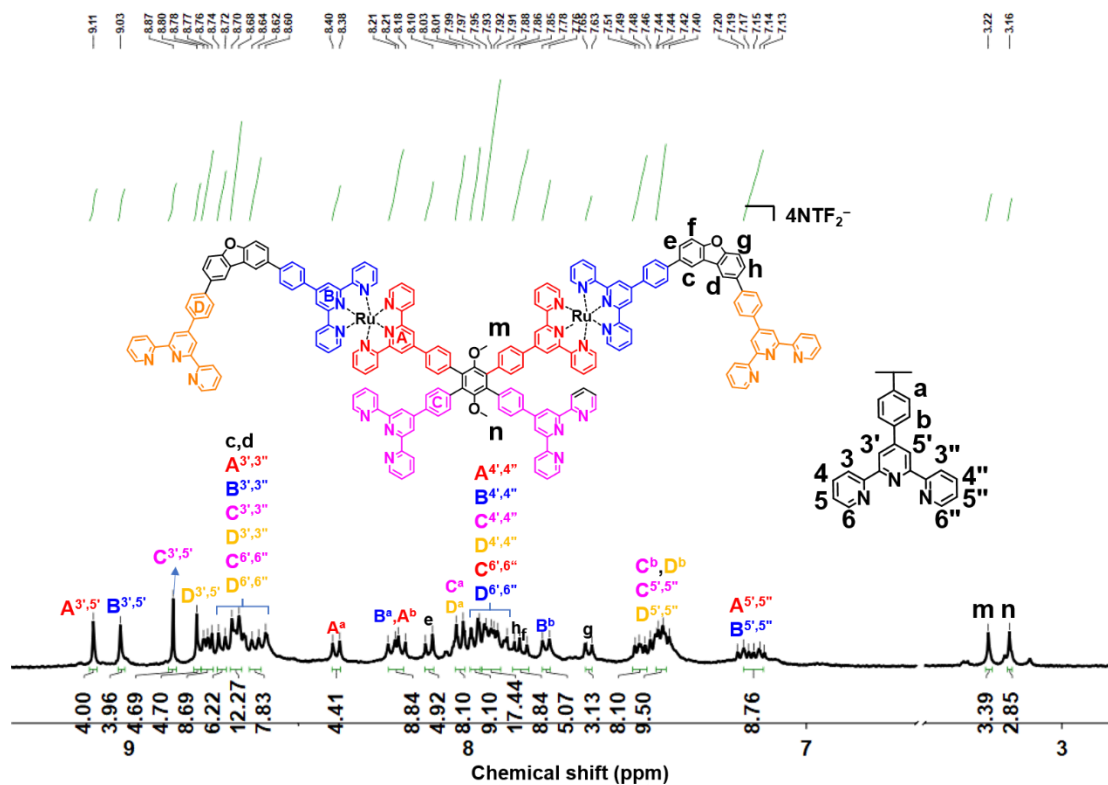 9.11 9.03 8.87 8.80 8.78 8.77 8.76 8.74 8.72 8.70 8.68 8.64 8.62 8.60 8.40 8.38 8.21 8.21 8.18 8.10 8.03 8.01 7.99 7.97 7.95 7.93 7.92 7.91 7.88 7.86 7.85 7.78 7.76 7.65 7.63 7.51 7.49 7.48 7.46 7.44 7.44 7.42 7.40 7.20 7.19 7.17 7.15 7.14 7.13 3.22 3.16
4NTF₂⁻
O f e c d g h O
N B N N Ru N A N N
N N N Ru N N N
D N N N
m
O
O
n
C N N N
N N N
N N N
a
b
3' 5'
3 3"
4 4"
5 N N N 5"
6 6"
c,d
A3',3"
B3',3"
C3',3"
D3',3"
C6',6"
D6',6"
A4',4"
B4',4"
C4',4"
D4',4"
C6',6“
D6',6"
A3',5'
B3',5'
C3',5'
D3',5'
Aa
Ba,Ab
e
Ca
Da
h
f
Bb
g
Cb,Db
C5',5"
D5',5"
A5',5"
B5',5"
m
n
4.00 3.96 4.69 4.70 8.69 6.22 12.27 7.83 4.41 8.84 4.92 8.10 9.10 17.44 8.84 5.07 3.13 8.10 9.50 8.76 3.39 2.85
9 8 7 3
Chemical shift (ppm)